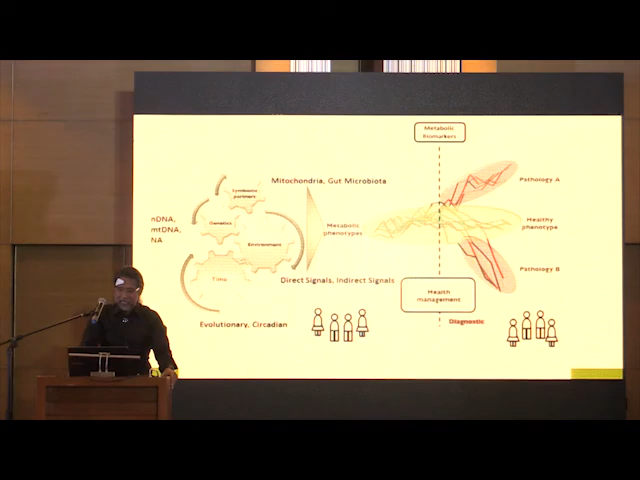 Metabolic
Biomarkers
Mitochondria, Gut Microbiota
Symbiotic
partners
Pathology A
nDNA,
mtDNA,
NA
Genetics
Metabolic
phenotypes
Healthy
phenotype
Environment
Pathology B
Time
Direct Signals, Indirect Signals
Health
management
Evolutionary, Circadian
Diagnostic